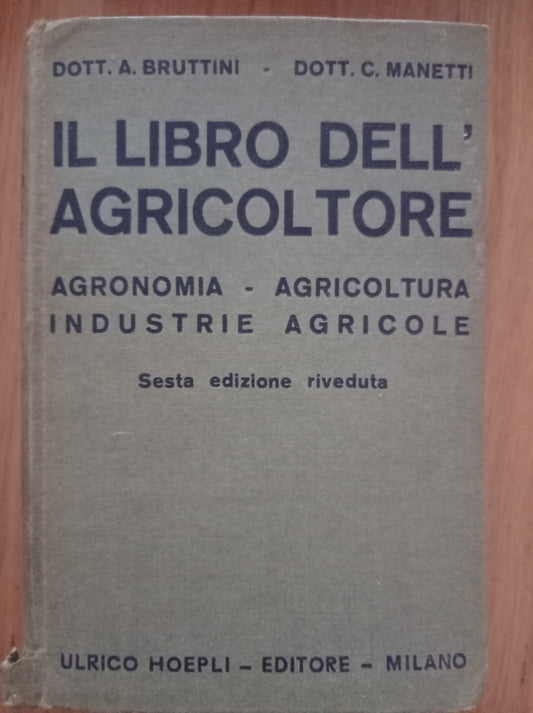 DOTT. A. BRUTTINI - DOTT. C. MANETTI
IL LIBRO DELL'
AGRICOLTORE
AGRONOMIA - AGRICOLTURA
INDUSTRIE AGRICOLE
Sesta edizione riveduta
ULRICO HOEPLI - EDITORE - MILANO